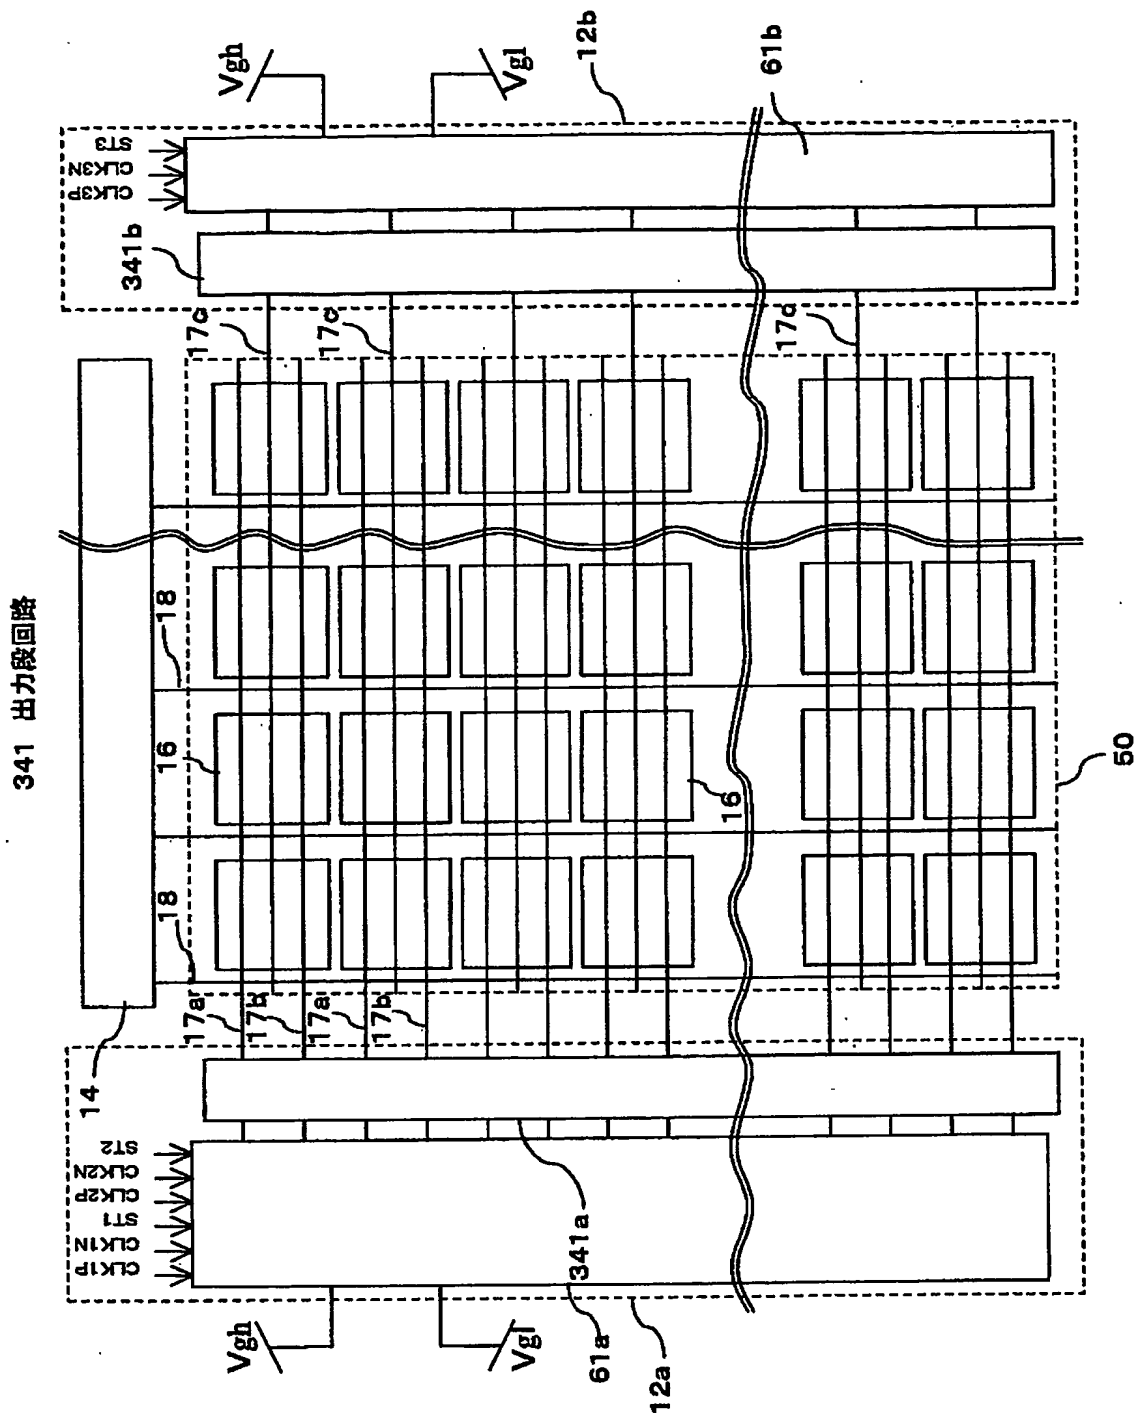 341 出力段回路
14
18
16
18
17a
17b
17a
17b
17c
17c
17d
16
50
341b
CLK3P
CLK3N
ST3
Vgh
Vgl
12b
61b
CLK1P
CLK1N
ST1
CLK2P
CLK2N
ST2
Vgh
Vgl
341a
61a
12a